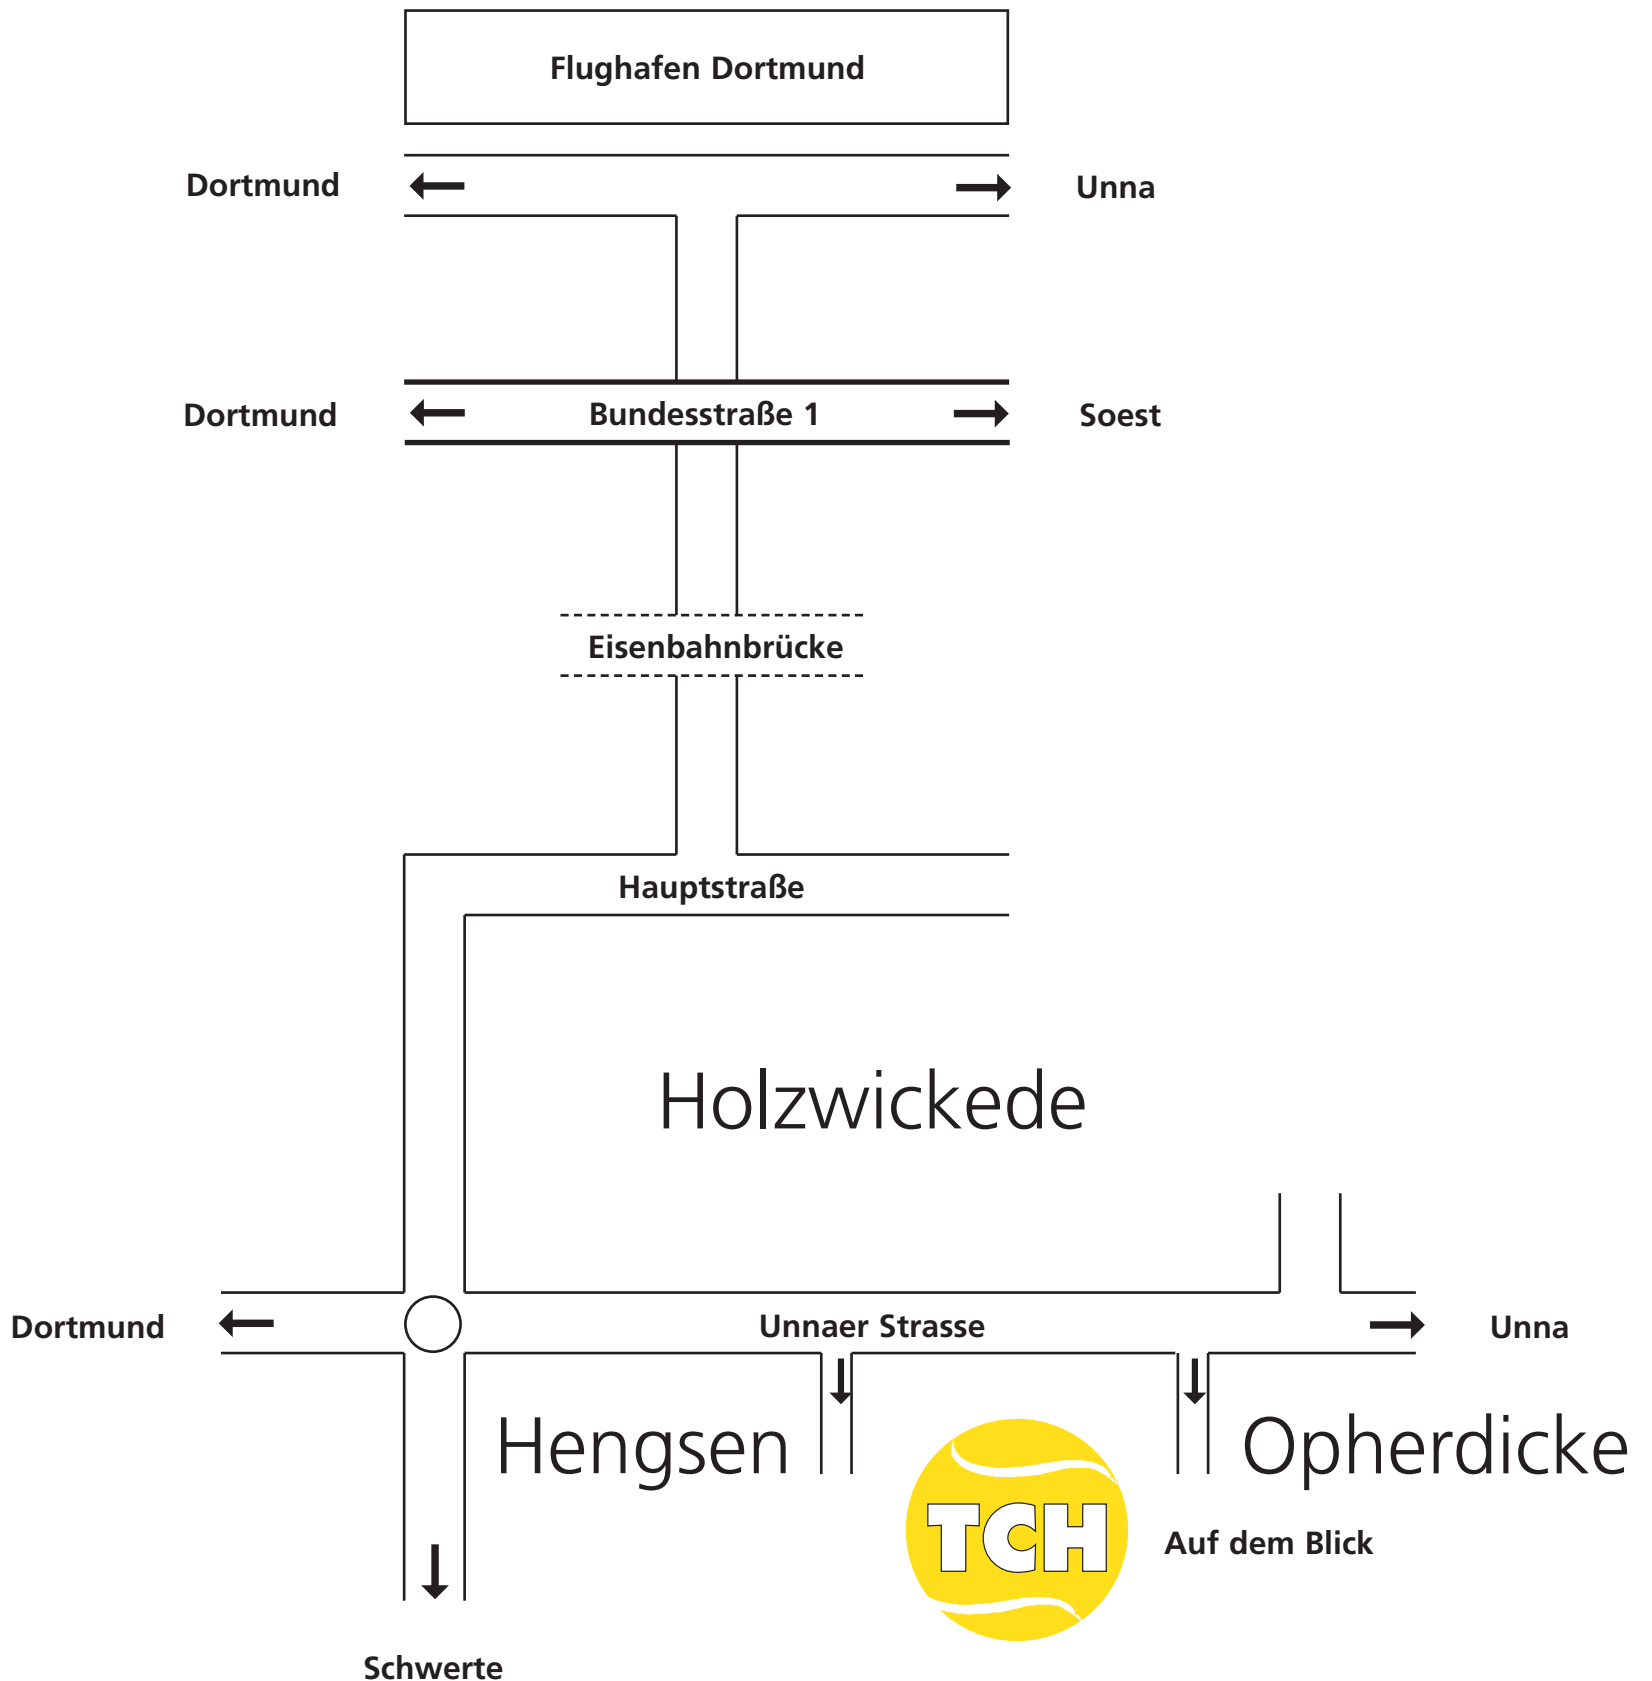 Flughafen Dortmund
Dortmund
Unna
Dortmund
Bundesstraße 1
Soest
Eisenbahnbrücke
Hauptstraße
Holzwickede
Dortmund
Unnaer Strasse
Unna
Hengsen
Opherdicke
TCH
Auf dem Blick
Schwerte